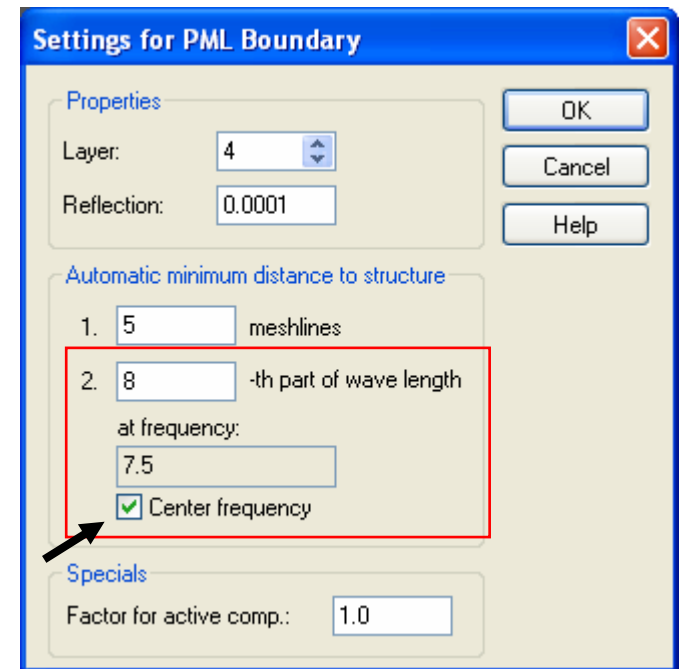 Settings for PML Boundary
Properties
OK
Layer: 4
Cancel
Reflection: 0.0001
Help
Automatic minimum distance to structure
1. 5 meshlines
2. 8 -th part of wave length
at frequency:
7.5
Center frequency
Specials
Factor for active comp.: 1.0